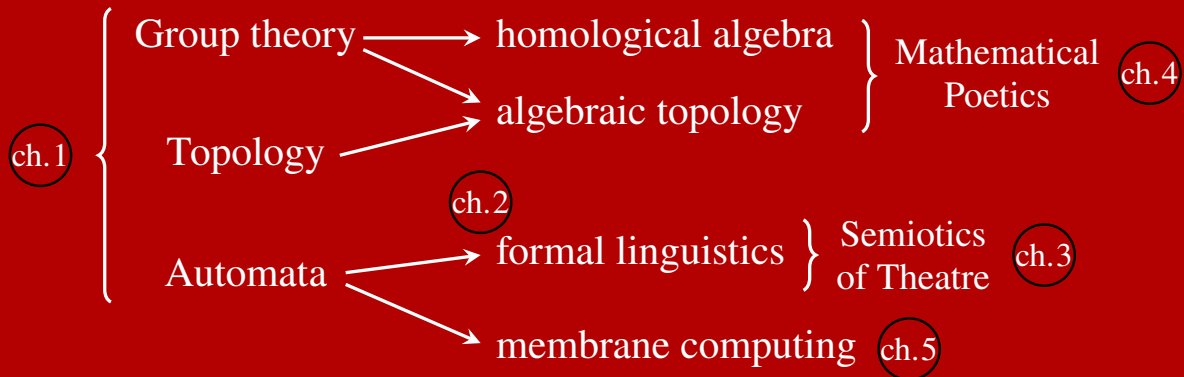 Group theory
homological algebra
Mathematical
Poetics
ch.4
algebraic topology
ch.1
Topology
ch.2
formal linguistics
Semiotics
of Theatre
ch.3
Automata
membrane computing
ch.5